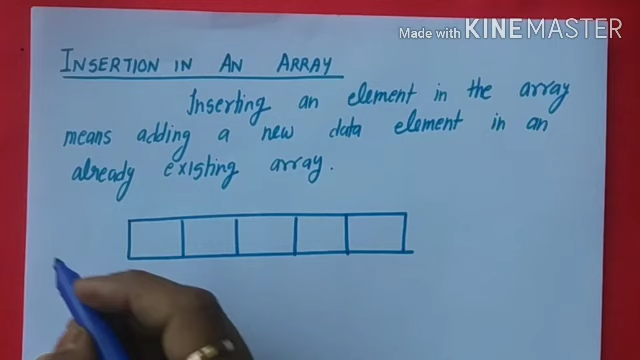 Made with KINEMASTER
INSERTION IN AN ARRAY
Inserting an element in the array
means adding a new data element in an
already existing array.